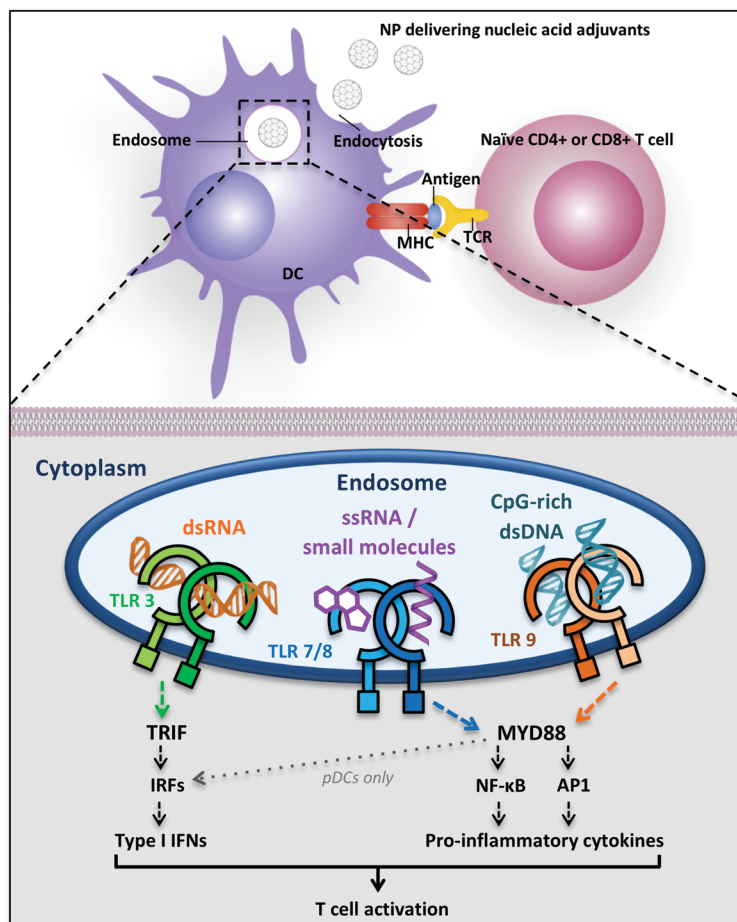 NP delivering nucleic acid adjuvants
Endosome
Endocytosis
Naïve CD4+ or CD8+ T cell
Antigen
MHC
TCR
DC
Cytoplasm
Endosome
dsRNA
ssRNA /
small molecules
CpG-rich
dsDNA
TLR 3
TLR 7/8
TLR 9
TRIF
MYD88
pDCs only
IRFs
NF-κB
AP1
Type I IFNs
Pro-inflammatory cytokines
T cell activation